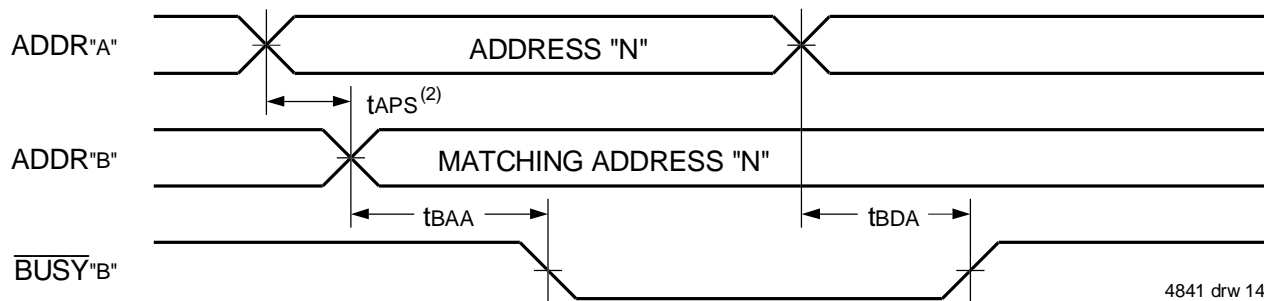 ADDR"A"
ADDRESS "N"
tAPS(2)
ADDR"B"
MATCHING ADDRESS "N"
tBAA
tBDA
BUSY"B"
4841 drw 14